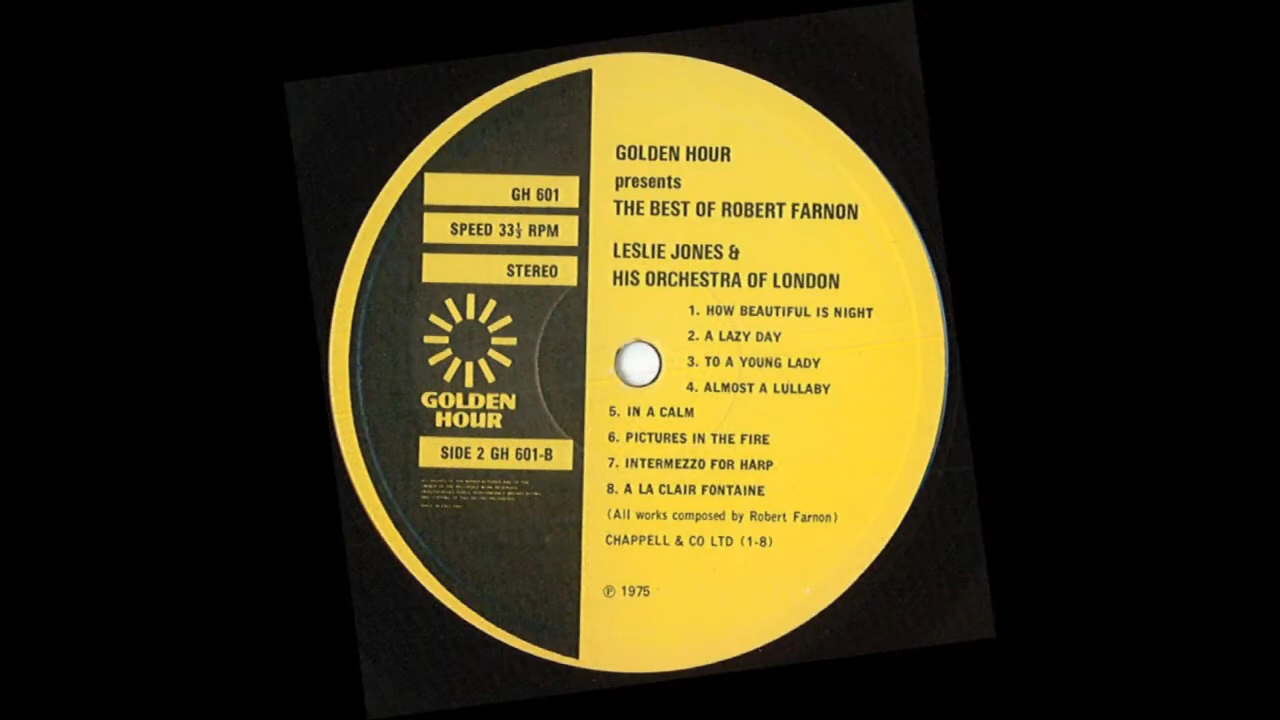 GH 601
SPEED 33⅓ RPM
STEREO
GOLDEN
HOUR
SIDE 2 GH 601-B
GOLDEN HOUR
presents
THE BEST OF ROBERT FARNON
LESLIE JONES &
HIS ORCHESTRA OF LONDON
1. HOW BEAUTIFUL IS NIGHT
2. A LAZY DAY
3. TO A YOUNG LADY
4. ALMOST A LULLABY
5. IN A CALM
6. PICTURES IN THE FIRE
7. INTERMEZZO FOR HARP
8. A LA CLAIR FONTAINE
(All works composed by Robert Farnon)
CHAPPELL & CO LTD (1-8)
℗ 1975